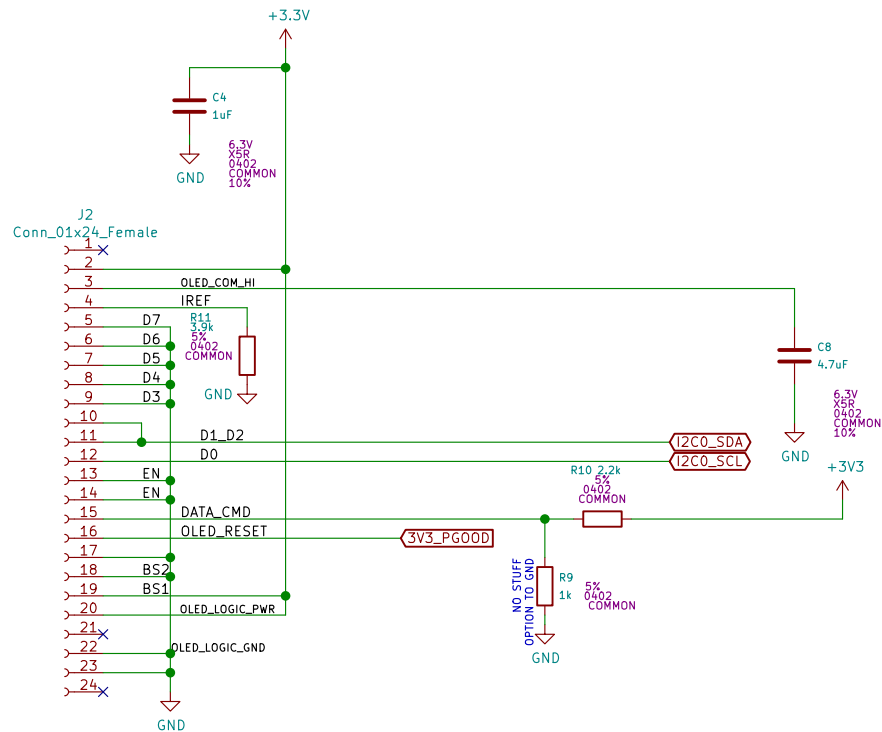 +3.3V
C4
1uF
6.3V
X5R
0402
COMMON
10%
GND
J2
Conn_01x24_Female
1
2
3 OLED_COM_HI
4 IREF
R11
3.9k
5%
0402
COMMON
GND
5 D7
6 D6
7 D5
8 D4
9 D3
10
11 D1_D2 I2C0_SDA
12 D0 I2C0_SCL
C8
4.7uF
6.3V
X5R
0402
COMMON
10%
GND
+3V3
13 EN
14 EN
R10 2.2k
5%
0402
COMMON
15 DATA_CMD
16 OLED_RESET 3V3_PGOOD
17
18 BS2
19 BS1
20 OLED_LOGIC_PWR
NO STUFF
OPTION TO GND
R9
1k
5%
0402
COMMON
GND
21
22 OLED_LOGIC_GND
23
24
GND